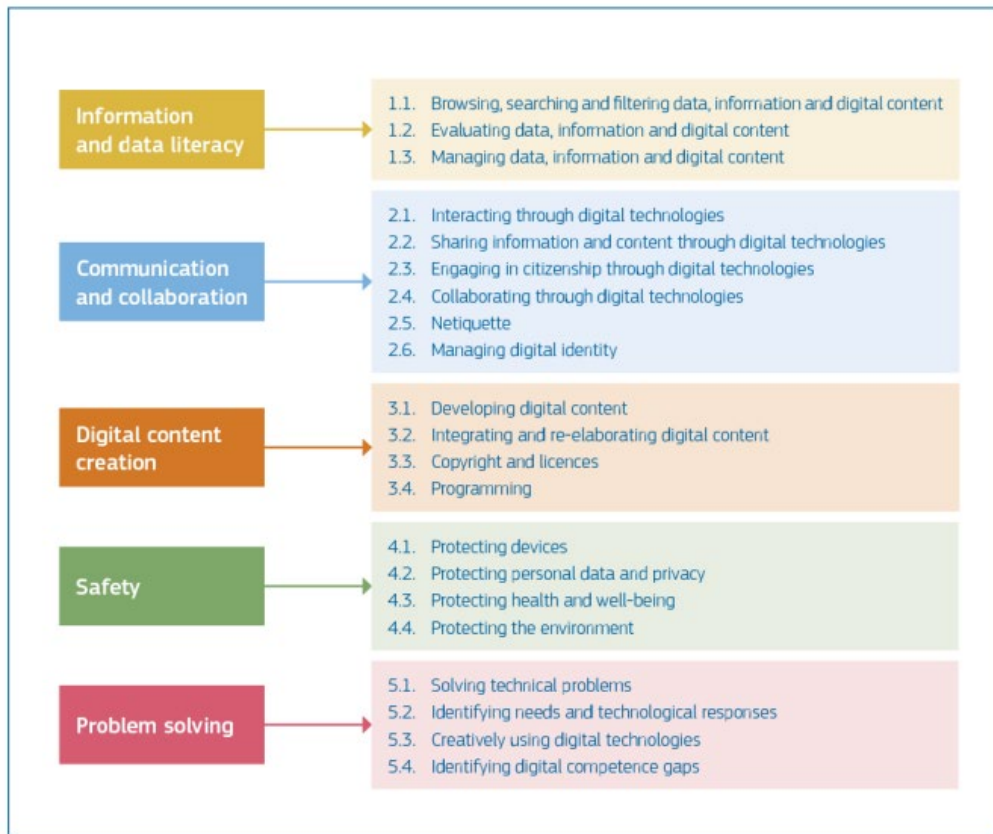 Information
and data literacy
1.1. Browsing, searching and filtering data, information and digital content
1.2. Evaluating data, information and digital content
1.3. Managing data, information and digital content
Communication
and collaboration
2.1. Interacting through digital technologies
2.2. Sharing information and content through digital technologies
2.3. Engaging in citizenship through digital technologies
2.4. Collaborating through digital technologies
2.5. Netiquette
2.6. Managing digital identity
Digital content
creation
3.1. Developing digital content
3.2. Integrating and re-elaborating digital content
3.3. Copyright and licences
3.4. Programming
Safety
4.1. Protecting devices
4.2. Protecting personal data and privacy
4.3. Protecting health and well-being
4.4. Protecting the environment
Problem solving
5.1. Solving technical problems
5.2. Identifying needs and technological responses
5.3. Creatively using digital technologies
5.4. Identifying digital competence gaps